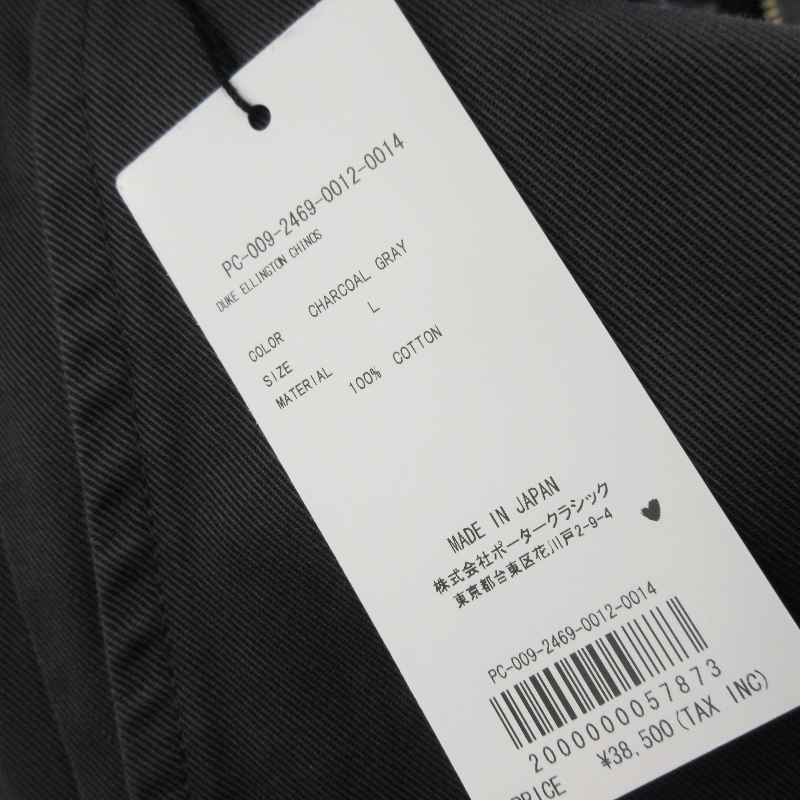 PC-009-2469-0012-0014
DUKE ELLINGTON CHINOS
COLOR CHARCOAL GRAY
SIZE L
MATERIAL 100% COTTON
MADE IN JAPAN
株式会社ポータークラシック
東京都台東区花川戸2-9-4
PC-009-2469-0012-0014
2000000057873
PRICE ¥38,500(TAX INC)